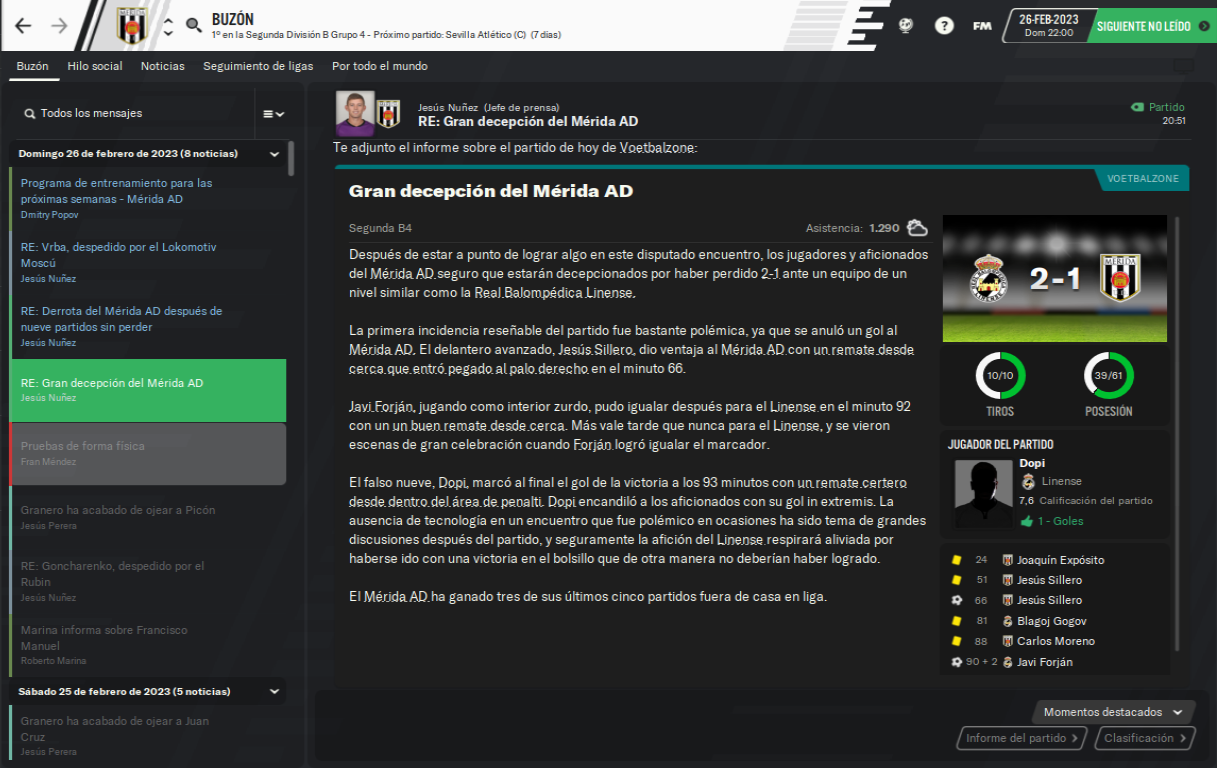 BUZÓN
1º en la Segunda División B Grupo 4 - Próximo partido: Sevilla Atlético (C) (7 días)
?
FM
26-FEB-2023
Dom 22:00
SIGUIENTE NO LEÍDO
Buzón
Hilo social
Noticias
Seguimiento de ligas
Por todo el mundo
Todos los mensajes
Domingo 26 de febrero de 2023 (8 noticias)
Programa de entrenamiento para las
próximas semanas - Mérida AD
Dmitry Popov
RE: Vrba, despedido por el Lokomotiv
Moscú
Jesús Nuñez
RE: Derrota del Mérida AD después de
nueve partidos sin perder
Jesús Nuñez
RE: Gran decepción del Mérida AD
Jesús Nuñez
Pruebas de forma física
Fran Méndez
Granero ha acabado de ojear a Picón
Jesús Perera
RE: Goncharenko, despedido por el
Rubin
Jesús Nuñez
Marina informa sobre Francisco
Manuel
Roberto Marina
Sábado 25 de febrero de 2023 (5 noticias)
Granero ha acabado de ojear a Juan
Cruz
Jesús Perera
Jesús Nuñez (Jefe de prensa)
RE: Gran decepción del Mérida AD
Partido
20:51
Te adjunto el informe sobre el partido de hoy de Voetbalzone:
VOETBALZONE
Gran decepción del Mérida AD
Segunda B4
Asistencia: 1.290
Después de estar a punto de lograr algo en este disputado encuentro, los jugadores y aficionados
del Mérida AD seguro que estarán decepcionados por haber perdido 2-1 ante un equipo de un
nivel similar como la Real Balompédica Linense.
La primera incidencia reseñable del partido fue bastante polémica, ya que se anuló un gol al
Mérida AD. El delantero avanzado, Jesús Sillero, dio ventaja al Mérida AD con un remate desde
cerca que entró pegado al palo derecho en el minuto 66.
Javi Forján, jugando como interior zurdo, pudo igualar después para el Linense en el minuto 92
con un un buen remate desde cerca. Más vale tarde que nunca para el Linense, y se vieron
escenas de gran celebración cuando Forján logró igualar el marcador.
El falso nueve, Dopi, marcó al final el gol de la victoria a los 93 minutos con un remate certero
desde dentro del área de penalti. Dopi encandiló a los aficionados con su gol in extremis. La
ausencia de tecnología en un encuentro que fue polémico en ocasiones ha sido tema de grandes
discusiones después del partido, y seguramente la afición del Linense respirará aliviada por
haberse ido con una victoria en el bolsillo que de otra manera no deberían haber logrado.
El Mérida AD ha ganado tres de sus últimos cinco partidos fuera de casa en liga.
2-1
MÉRIDA
10/10
TIROS
39/61
POSESIÓN
JUGADOR DEL PARTIDO
Dopi
Linense
7,6 Calificación del partido
1 - Goles
24 Joaquín Expósito
51 Jesús Sillero
66 Jesús Sillero
81 Blagoj Gogov
88 Carlos Moreno
90 + 2 Javi Forján
Momentos destacados
Informe del partido
Clasificación